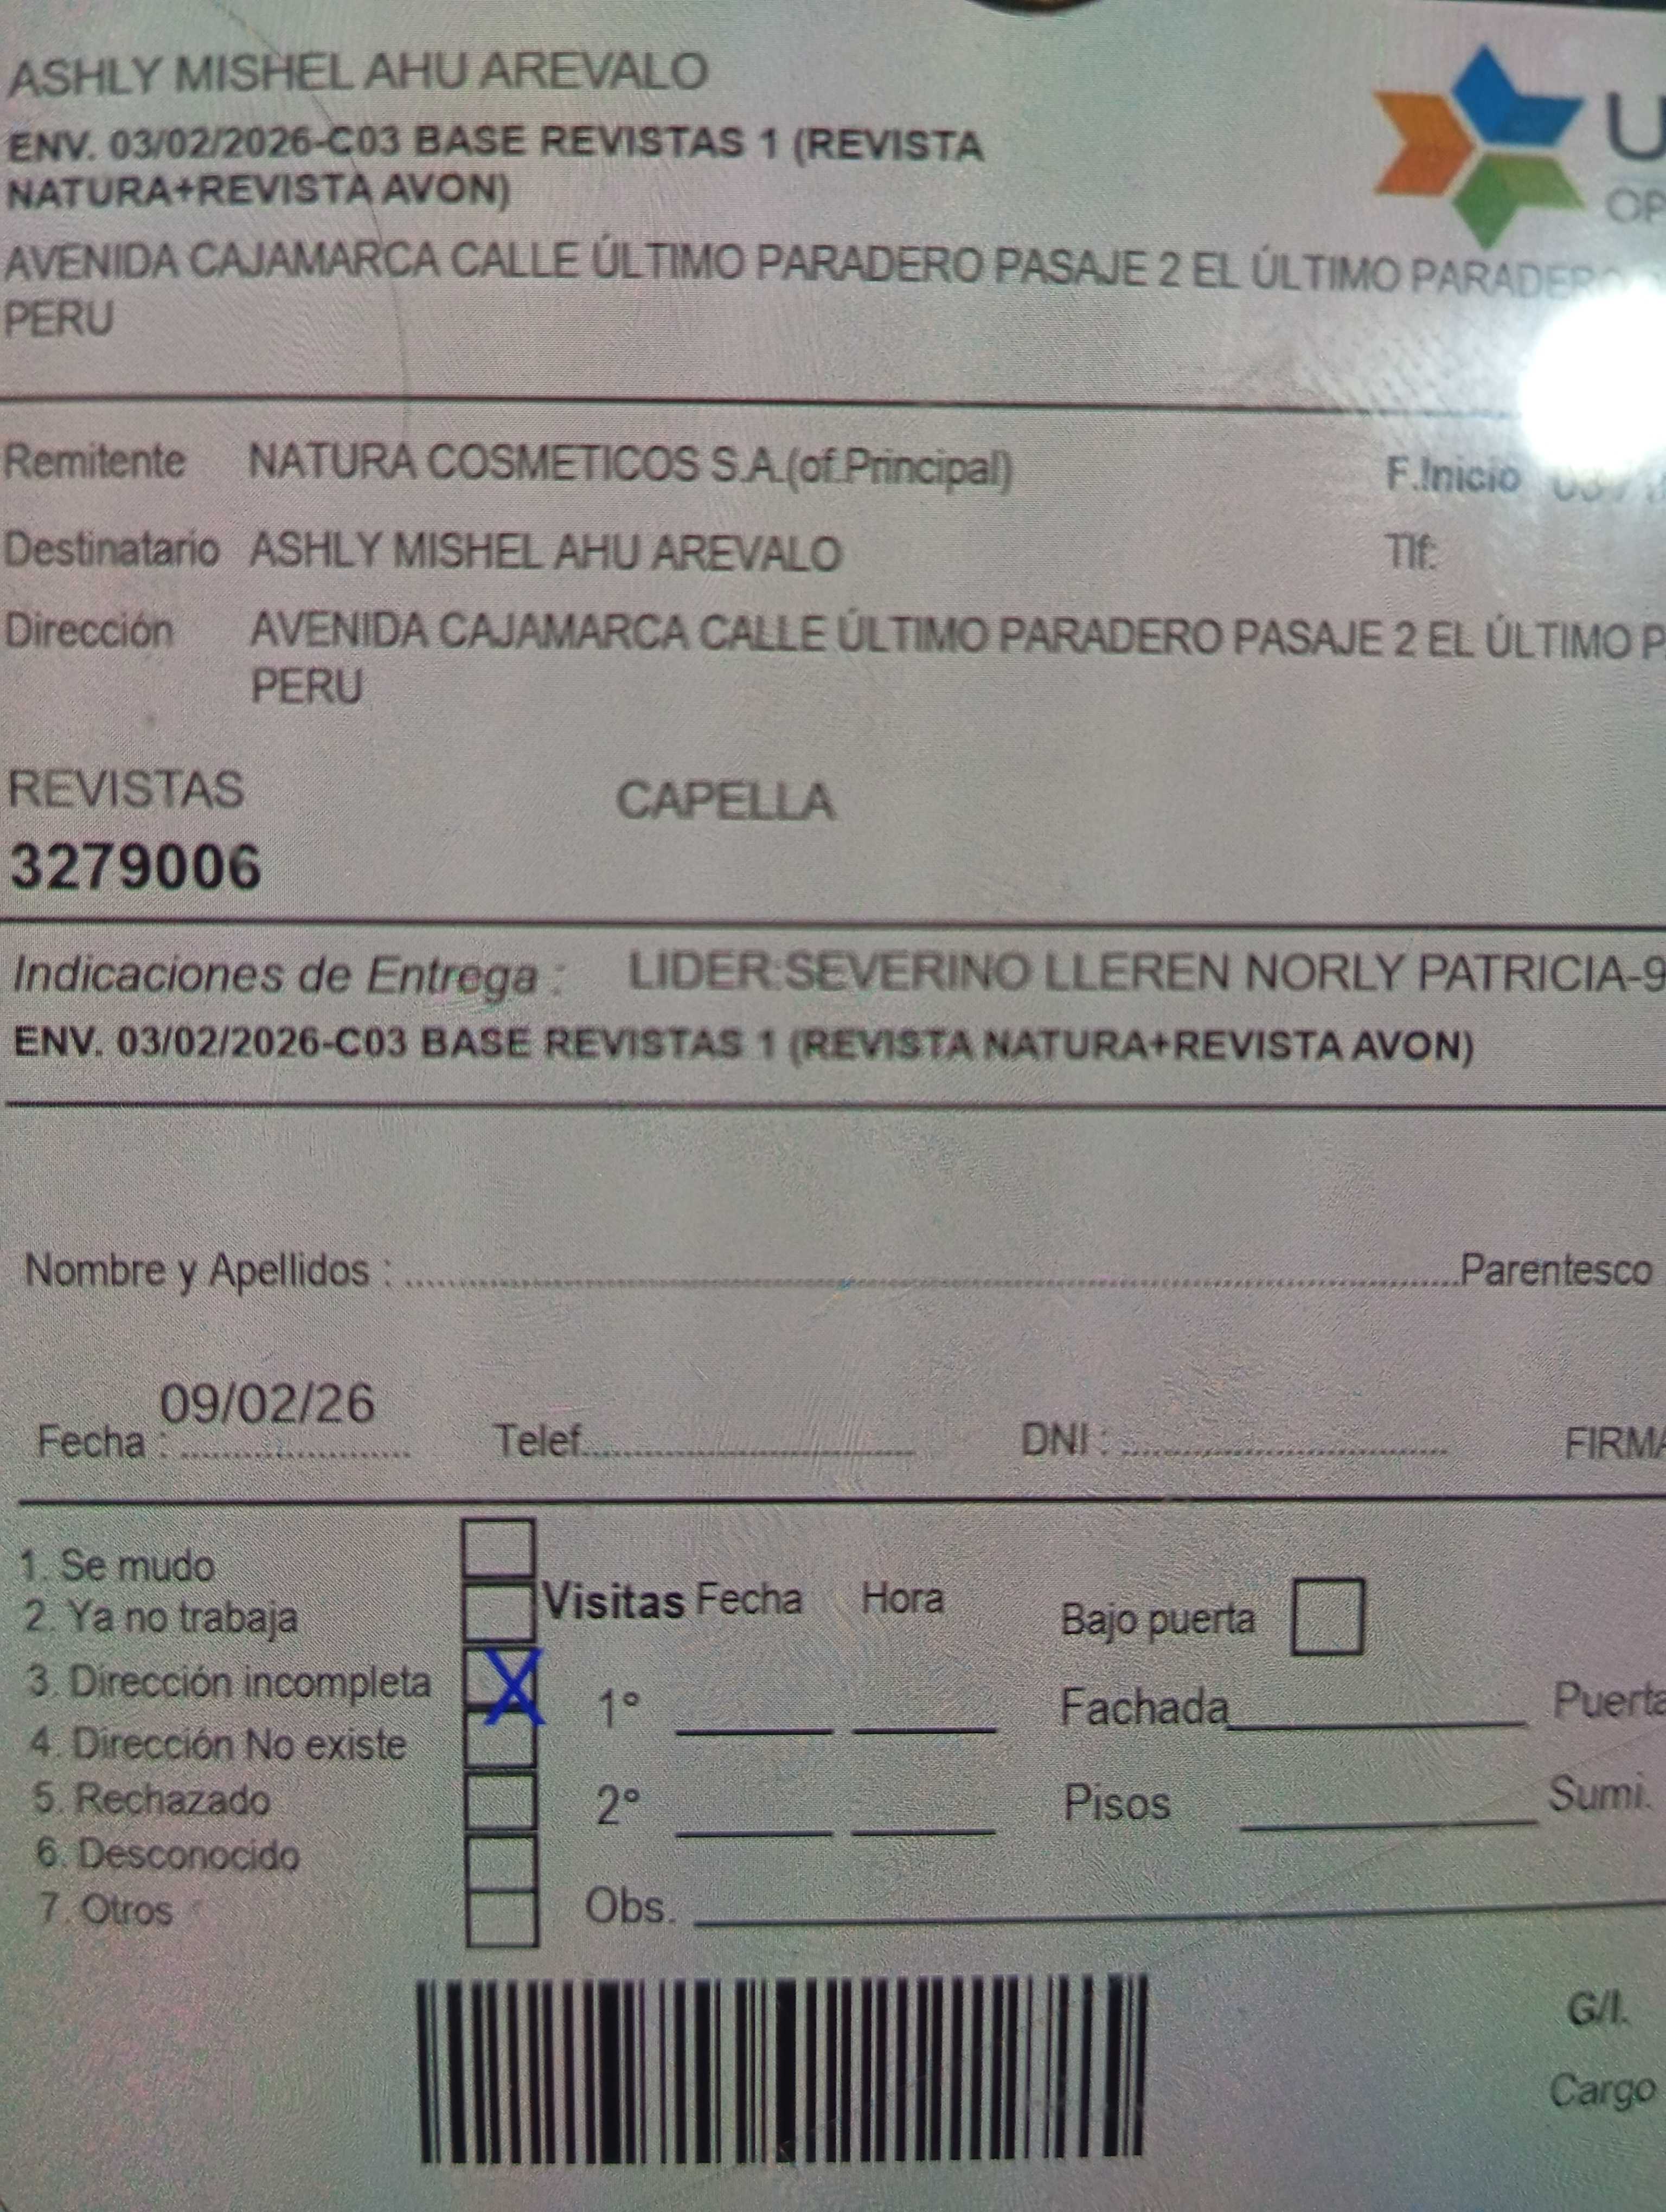 ASHLY MISHEL AHU AREVALO
ENV. 03/02/2026-C03 BASE REVISTAS 1 (REVISTA
NATURA+REVISTA AVON)
AVENIDA CAJAMARCA CALLE ÚLTIMO PARADERO PASAJE 2 EL ÚLTIMO PARADERO
PERU
Remitente NATURA COSMETICOS S.A.(of.Principal) F.Inicio
Destinatario ASHLY MISHEL AHU AREVALO Tlf:
Dirección AVENIDA CAJAMARCA CALLE ÚLTIMO PARADERO PASAJE 2 EL ÚLTIMO P
PERU
REVISTAS CAPELLA
3279006
Indicaciones de Entrega : LIDER:SEVERINO LLEREN NORLY PATRICIA-9
ENV. 03/02/2026-C03 BASE REVISTAS 1 (REVISTA NATURA+REVISTA AVON)
Nombre y Apellidos : Parentesco
09/02/26
Fecha : Telef. DNI : FIRMA
1. Se mudo
2. Ya no trabaja Visitas Fecha Hora Bajo puerta
3. Dirección incompleta X 1° Fachada Puerta
4. Dirección No existe
5. Rechazado 2° Pisos Sumi.
6. Desconocido
7. Otros Obs.
G/I.
Cargo